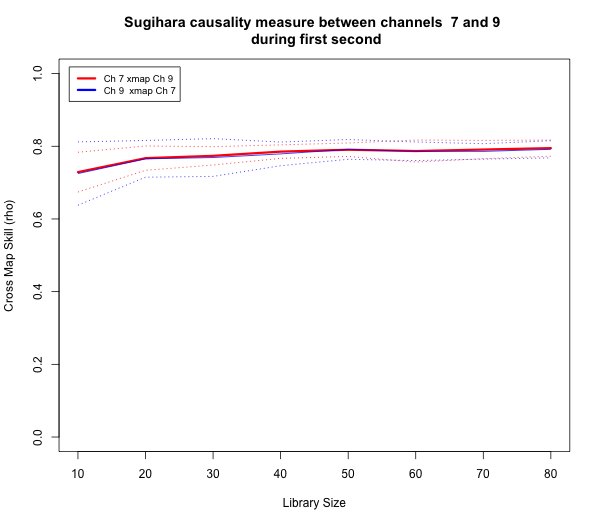 Sugihara causality measure between channels  7 and 9
during first second
Ch 7 xmap Ch 9
Ch 9  xmap Ch 7
Cross Map Skill (rho)
1.0
0.8
0.6
0.4
0.2
0.0
10 20 30 40 50 60 70 80
Library Size